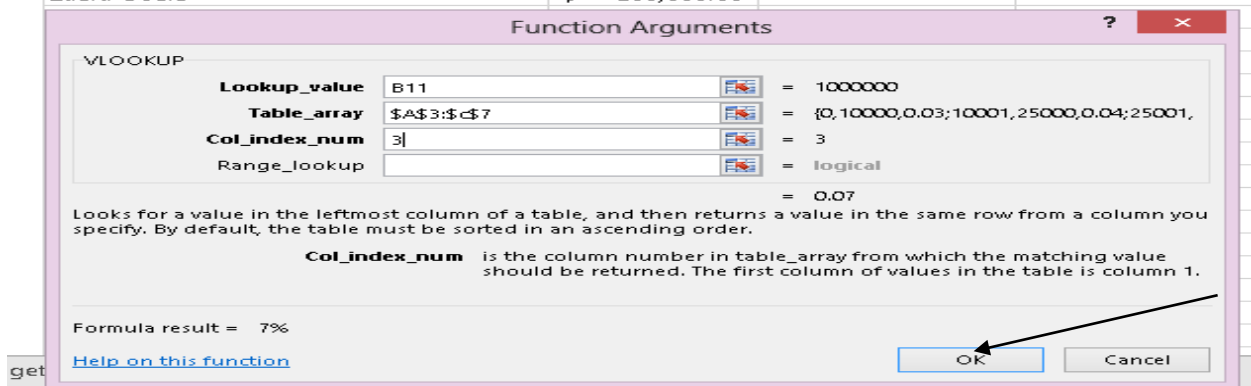 Function Arguments ? ×
VLOOKUP
Lookup_value B11 = 1000000
Table_array $A$3:$c$7 = {0,10000,0.03;10001,25000,0.04;25001,
Col_index_num 3 = 3
Range_lookup = logical
= 0.07
Looks for a value in the leftmost column of a table, and then returns a value in the same row from a column you
specify. By default, the table must be sorted in an ascending order.
Col_index_num is the column number in table_array from which the matching value
should be returned. The first column of values in the table is column 1.
Formula result = 7%
Help on this function OK Cancel
get